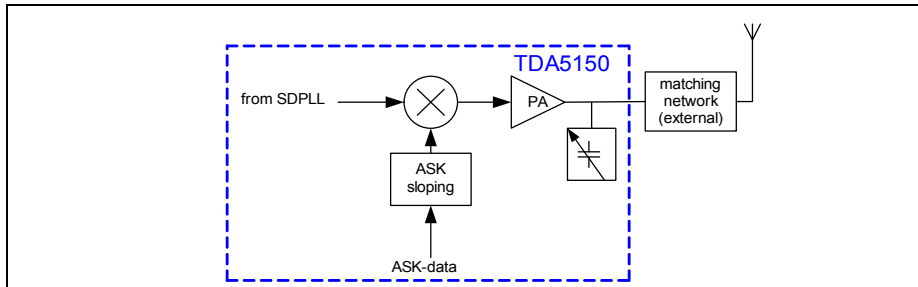 TDA5150
from SDPLL
PA
matching
network
(external)
ASK
sloping
ASK-data